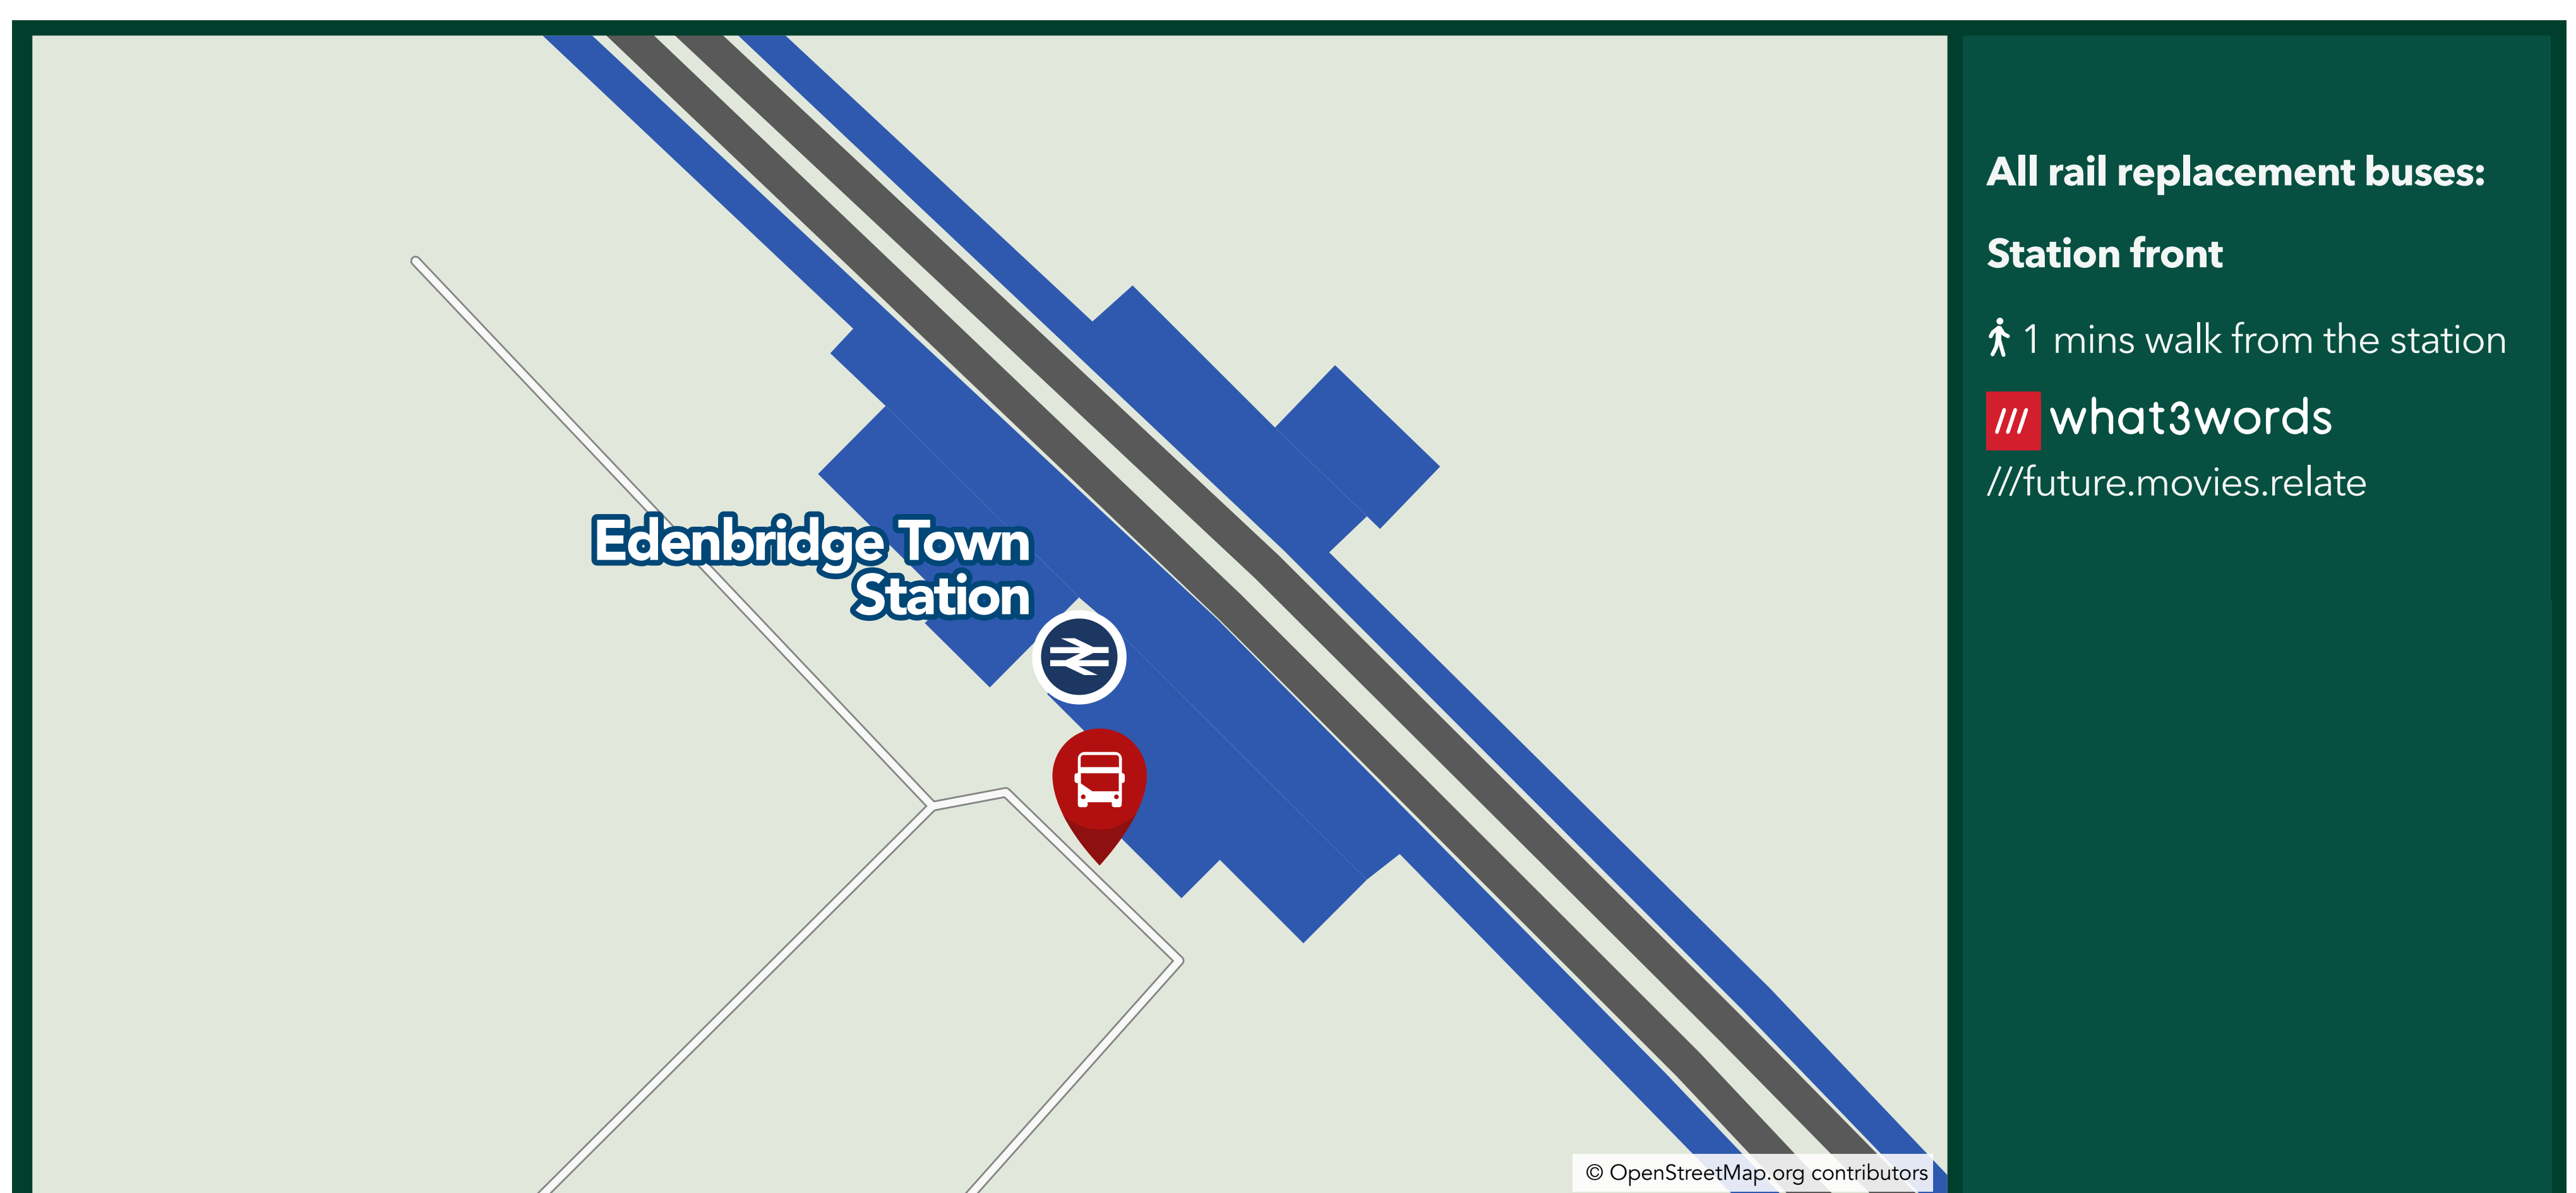 Edenbridge Town
Station
All rail replacement buses:
Station front
1 mins walk from the station
what3words
///future.movies.relate
© OpenStreetMap.org contributors